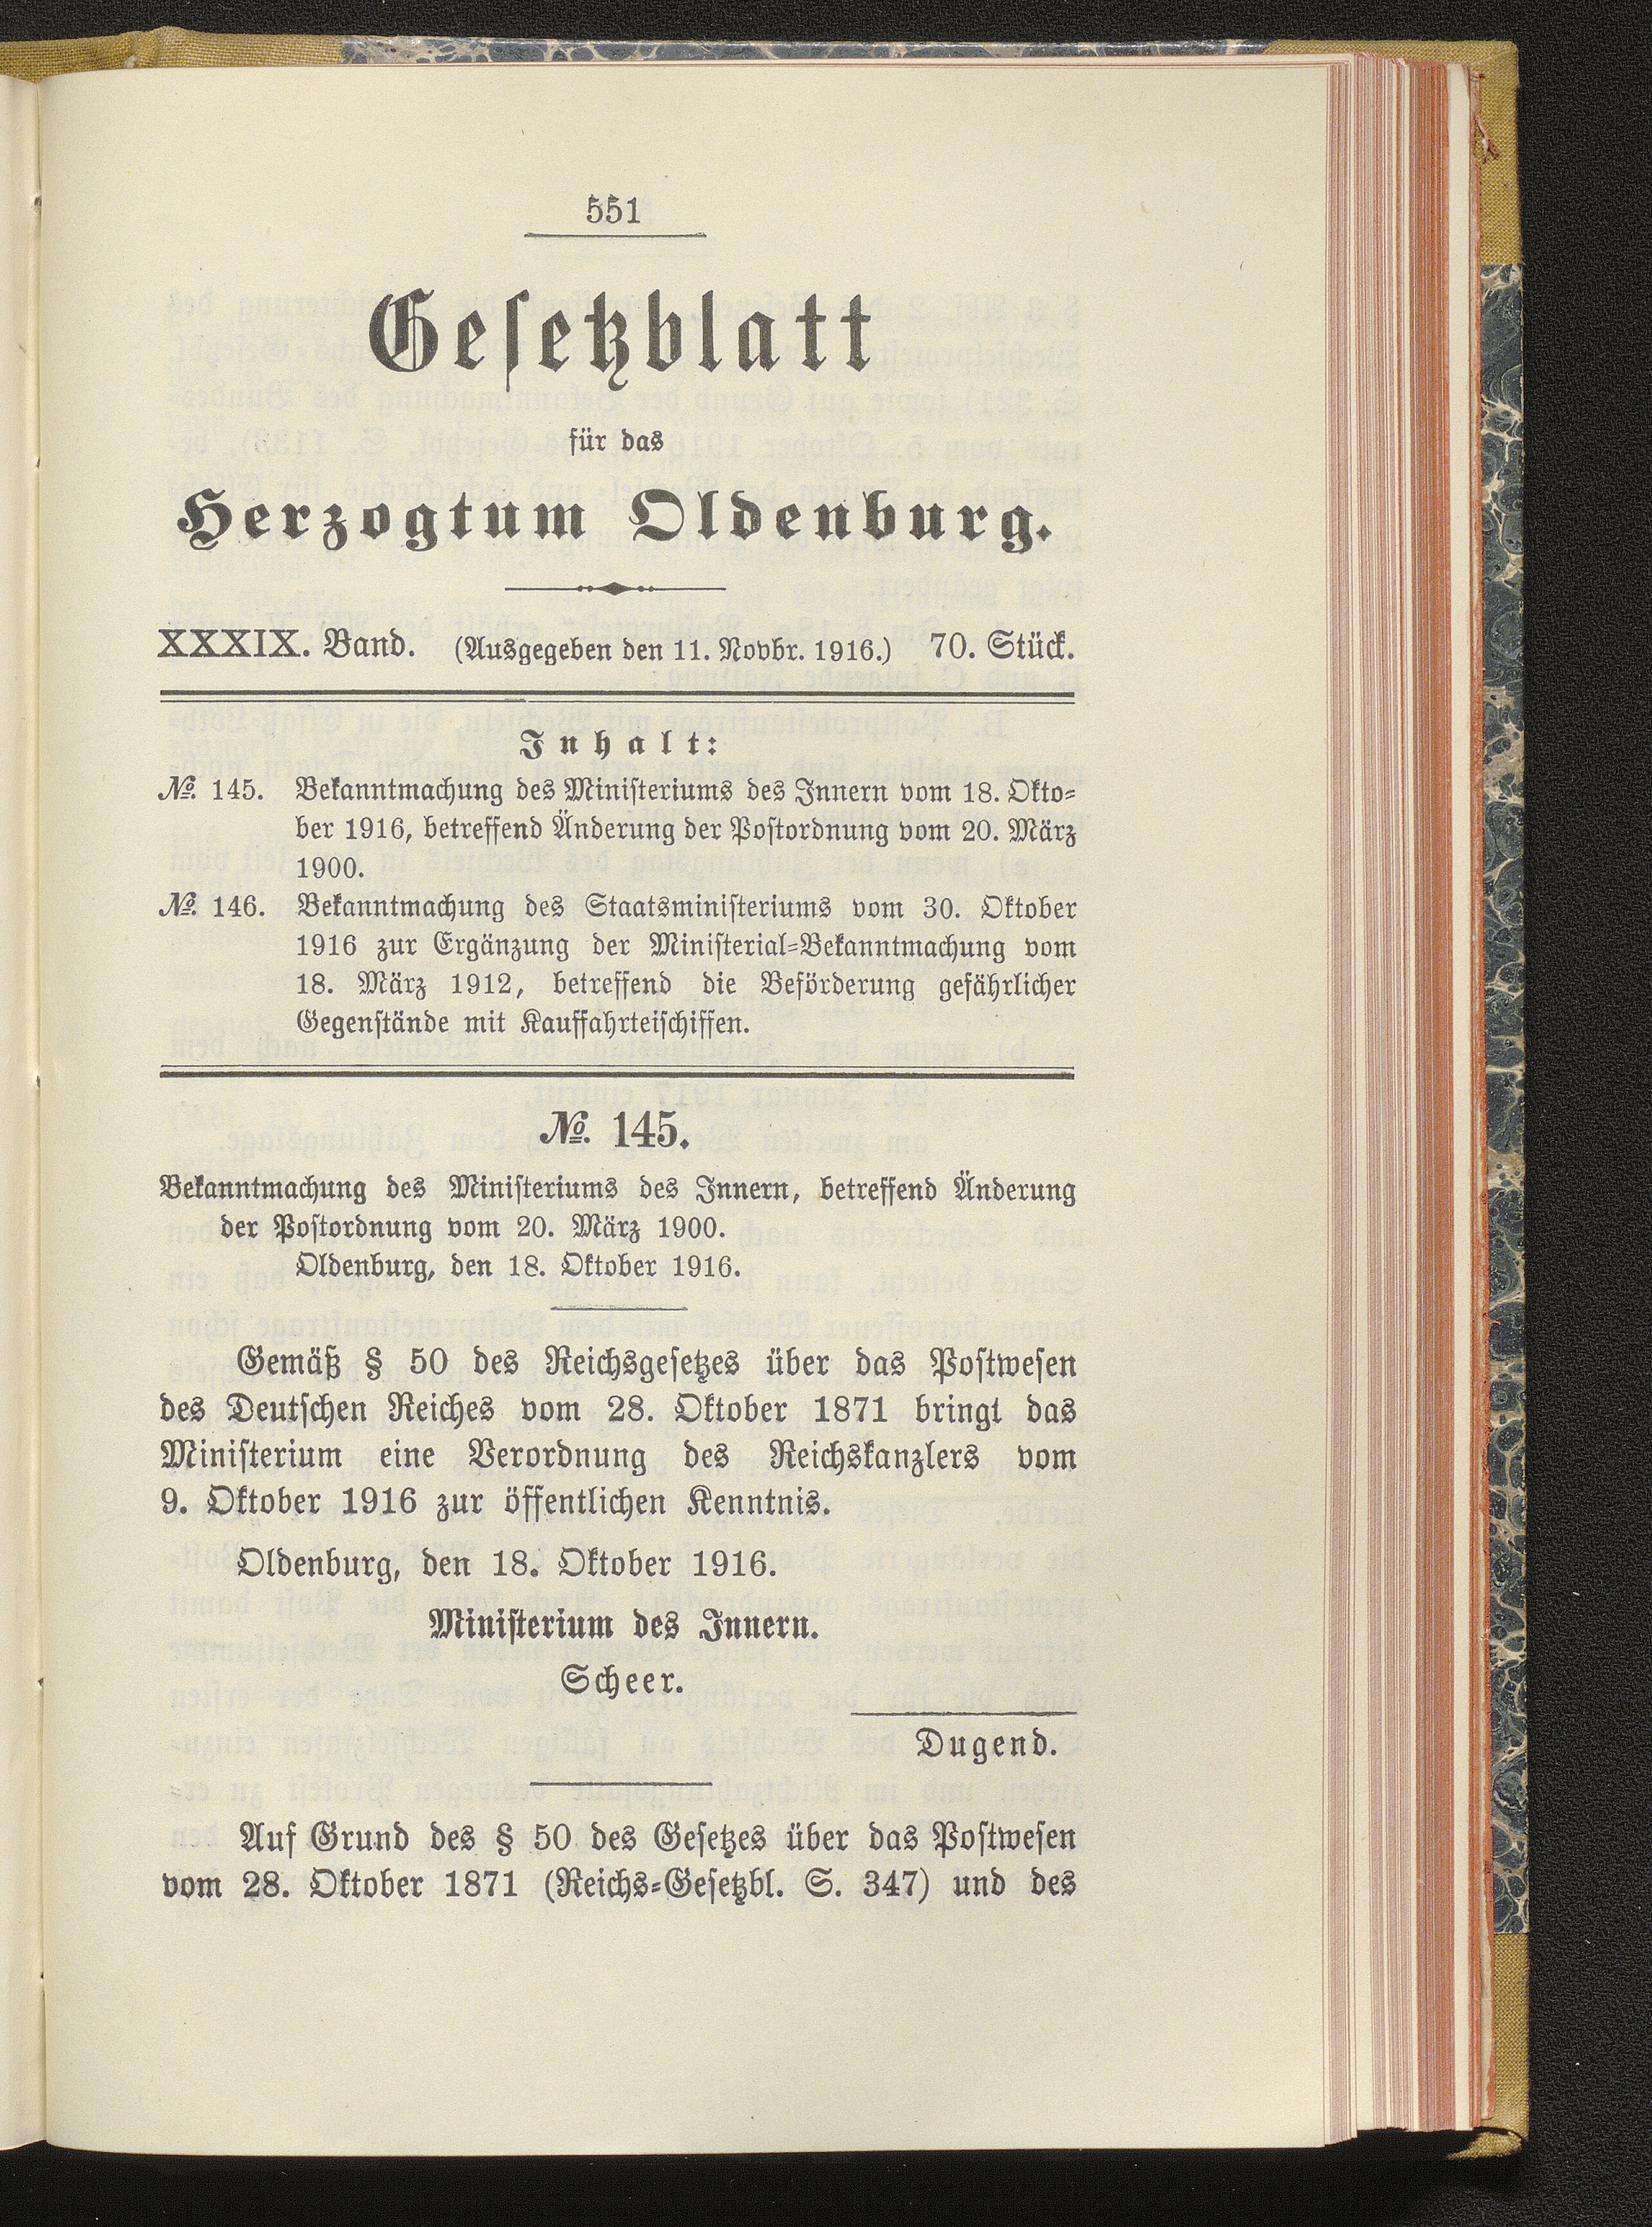 551
Gesetzblatt
für das
Herzogtum Oldenburg.
XXXIX. Band. (Ausgegeben den 11. Novbr. 1916.) 70. Stück.
Inhalt:
№. 145. Bekanntmachung des Ministeriums des Innern vom 18. Okto-
ber 1916, betreffend Änderung der Postordnung vom 20. März
1900.
№. 146. Bekanntmachung des Staatsministeriums vom 30. Oktober
1916 zur Ergänzung der Ministerial-Bekanntmachung vom
18. März 1912, betreffend die Beförderung gefährlicher
Gegenstände mit Kauffahrteischiffen.
№. 145.
Bekanntmachung des Ministeriums des Innern, betreffend Änderung
der Postordnung vom 20. März 1900.
Oldenburg, den 18. Oktober 1916.
Gemäß § 50 des Reichsgesetzes über das Postwesen
des Deutschen Reiches vom 28. Oktober 1871 bringt das
Ministerium eine Verordnung des Reichskanzlers vom
9. Oktober 1916 zur öffentlichen Kenntnis.
Oldenburg, den 18. Oktober 1916.
Ministerium des Innern.
Scheer.
Dugend.
Auf Grund des § 50 des Gesetzes über das Postwesen
vom 28. Oktober 1871 (Reichs-Gesetzbl. S. 347) und des